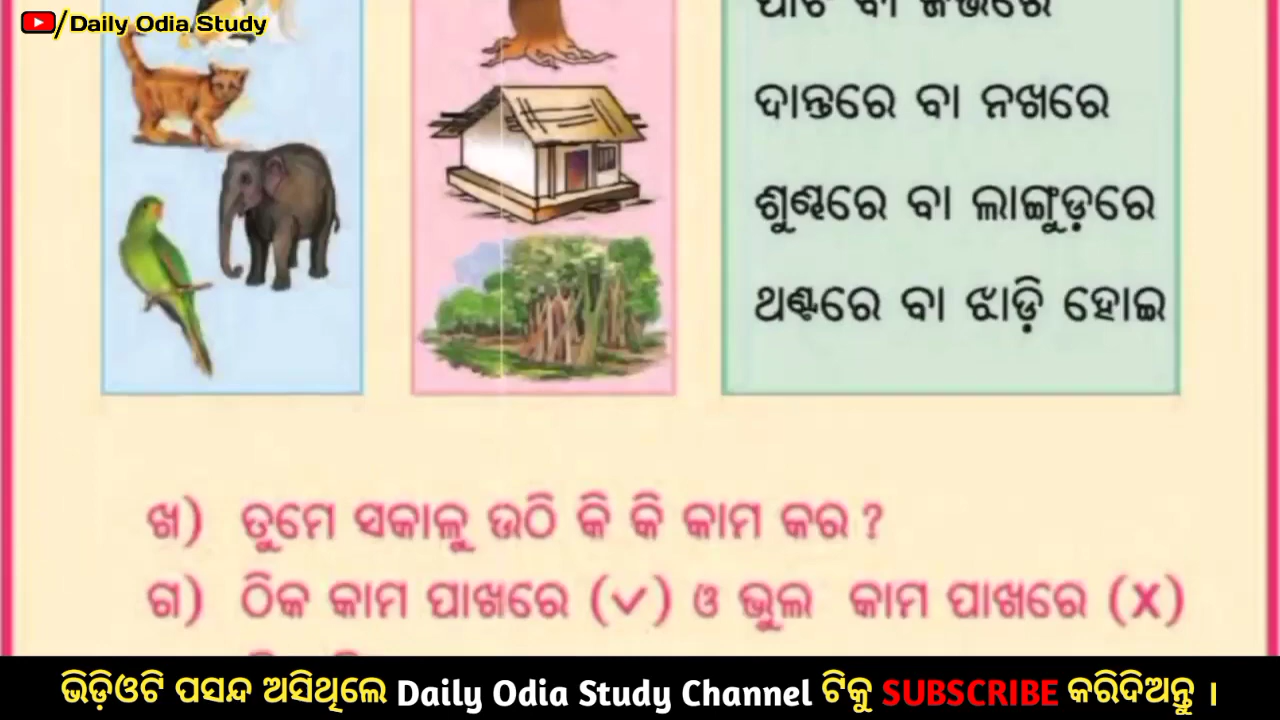 /Daily Odia Study
ପାଟି ବା ଜିଭରେ
ଦାନ୍ତରେ ବା ନଖରେ
ଶୁଣ୍ଢରେ ବା ଲାଙ୍ଗୁଡ଼ରେ
ଥଣ୍ଟରେ ବା ଝାଡ଼ି ହୋଇ
ଖ) ତୁମେ ସକାଳୁ ଉଠି କି କି କାମ କର ?
ଗ) ଠିକ କାମ ପାଖରେ (✓) ଓ ଭୁଲ କାମ ପାଖରେ (X)
ଭିଡ଼ିଓଟି ପସନ୍ଦ ଅସିଥିଲେ Daily Odia Study Channel ଟିକୁ SUBSCRIBE କରିଦିଅନ୍ତୁ ।